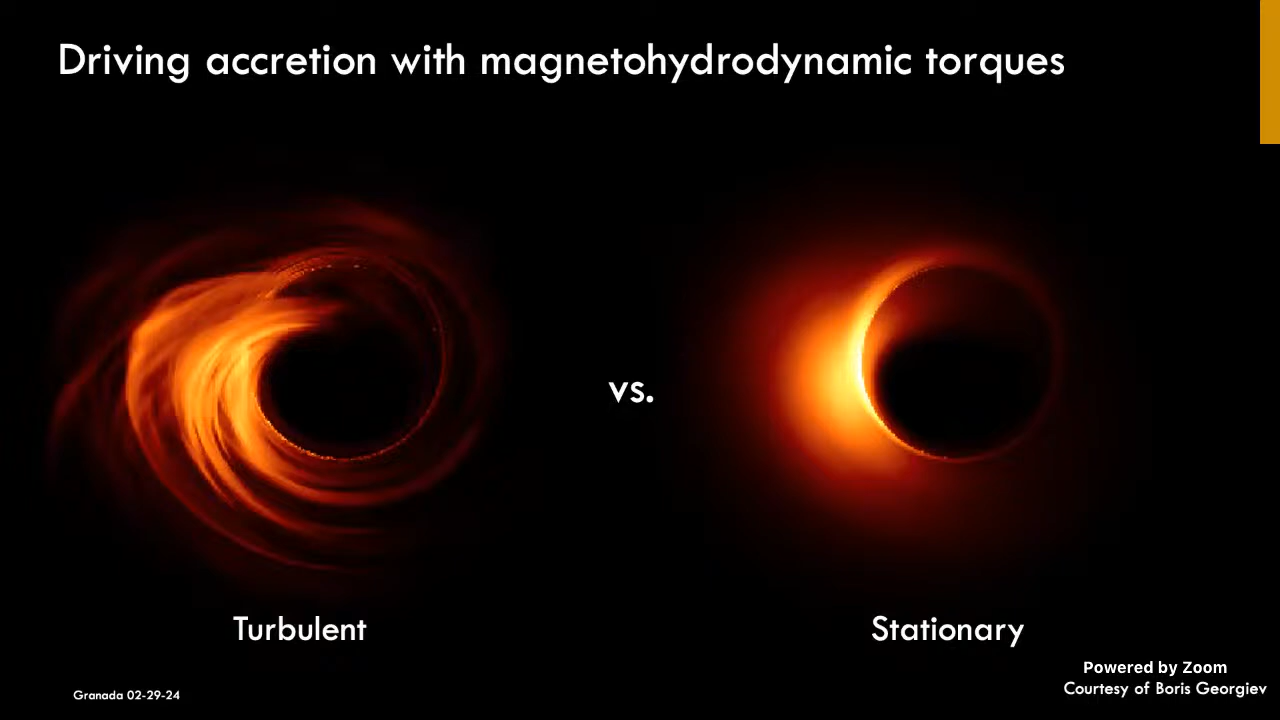 Driving accretion with magnetohydrodynamic torques
vs.
Turbulent
Stationary
Powered by Zoom
Granada 02-29-24
Courtesy of Boris Georgiev